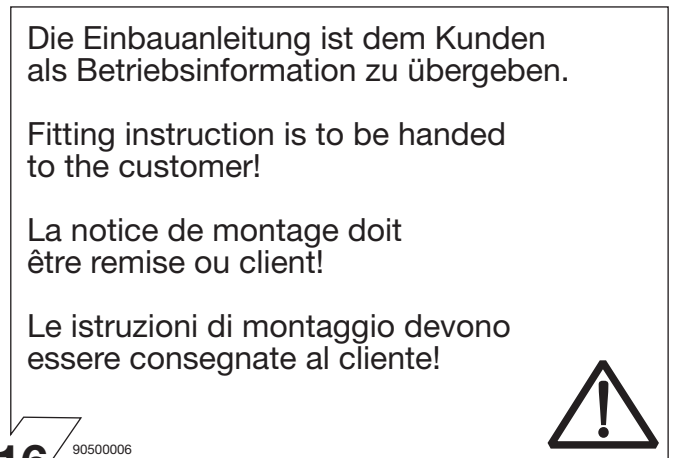 Die Einbauanleitung ist dem Kunden
als Betriebsinformation zu übergeben.
Fitting instruction is to be handed
to the customer!
La notice de montage doit
être remise ou client!
Le istruzioni di montaggio devono
essere consegnate al cliente!
16 90500006